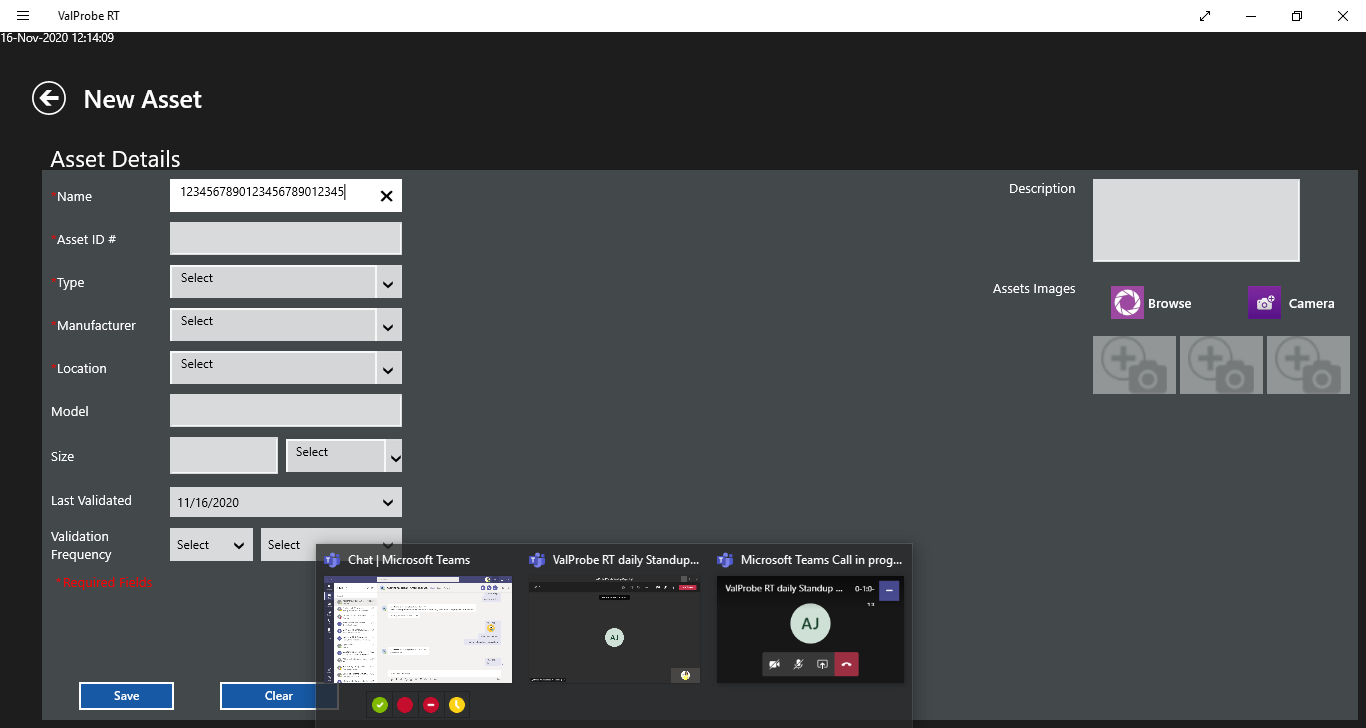 ValProbe RT
16-Nov-2020 12:14:09
New Asset
Asset Details
*Name
1234567890123456789012345
Description
*Asset ID #
*Type
Select
Assets Images
Browse
Camera
*Manufacturer
Select
*Location
Select
Model
Size
Select
Last Validated
11/16/2020
Validation
Frequency
Select
Select
*Required Fields
Chat | Microsoft Teams
ValProbe RT daily Standup...
Microsoft Teams Call in prog...
ValProbe RT daily Standup ...
AJ
AJ
Save
Clear